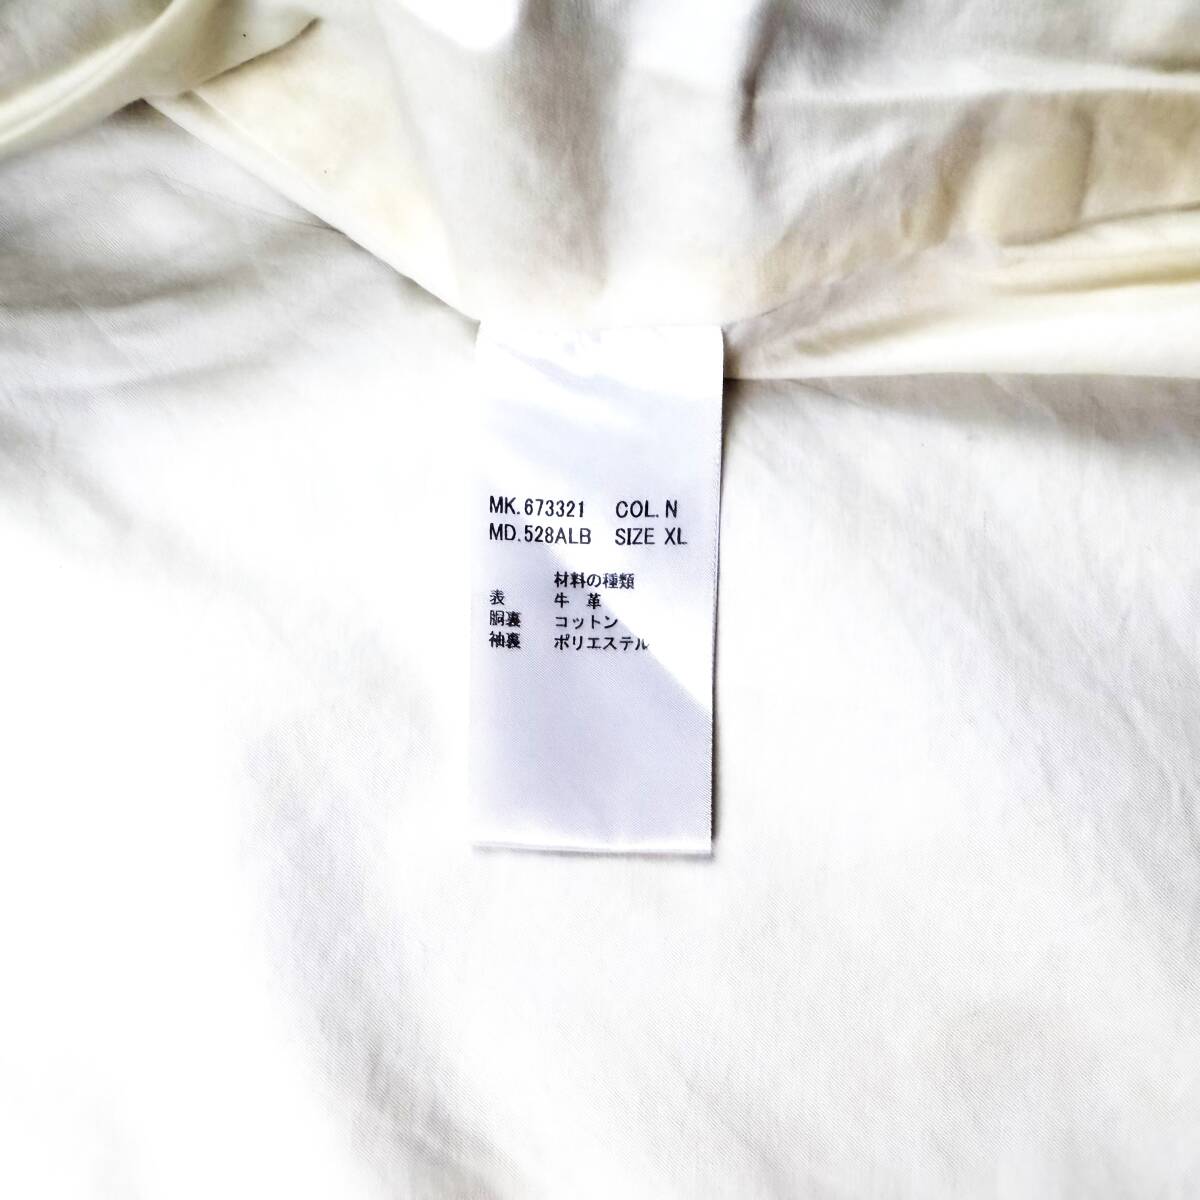 MK.673321 COL.N
MD.528ALB SIZE XL
材料の種類
表 牛 革
胴裏 コットン
袖裏 ポリエステル